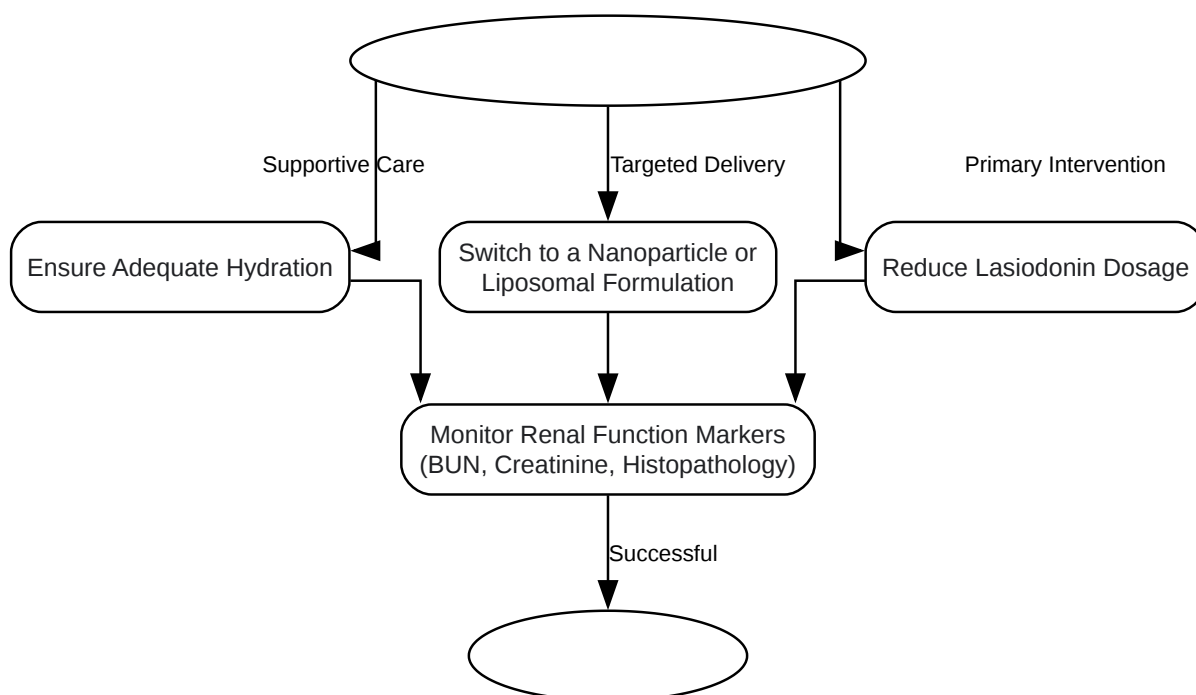 Supportive Care
Targeted Delivery
Primary Intervention
Ensure Adequate Hydration
Switch to a Nanoparticle or
Liposomal Formulation
Reduce Lasiodonin Dosage
Monitor Renal Function Markers
(BUN, Creatinine, Histopathology)
Successful